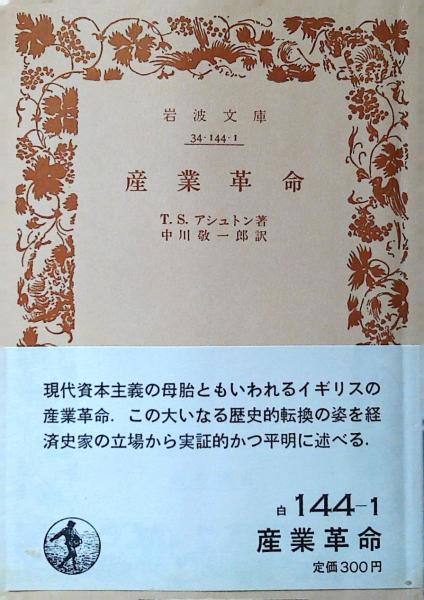 岩波文庫
34-144-1
産業革命
T. S. アシュトン著
中川敬一郎訳
現代資本主義の母胎ともいわれるイギリスの
産業革命．この大いなる歴史的転換の姿を経
済史家の立場から実証的かつ平明に述べる．
白 144-1
産業革命
定価300円